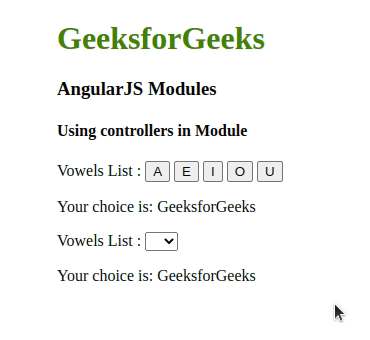 GeeksforGeeks
AngularJS Modules
Using controllers in Module
Vowels List : A E I O U
Your choice is: GeeksforGeeks
Vowels List :
Your choice is: GeeksforGeeks